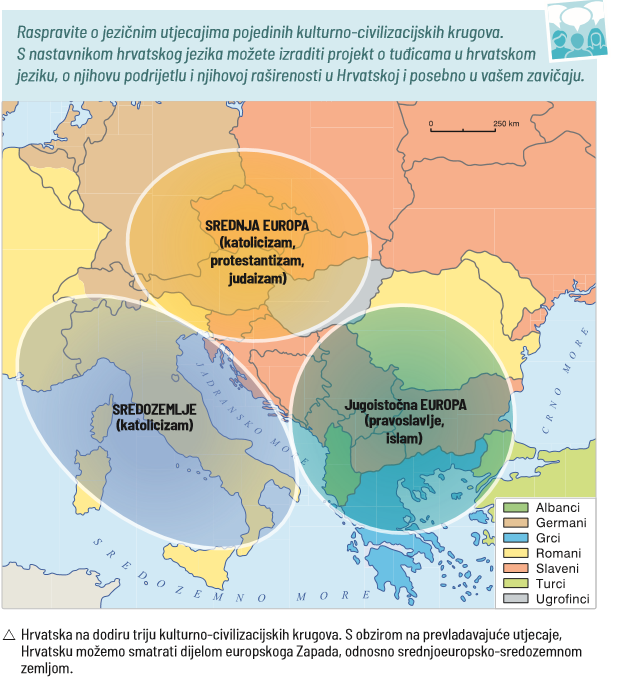 Raspravite o jezičnim utjecajima pojedinih kulturno-civilizacijskih krugova.
S nastavnikom hrvatskog jezika možete izraditi projekt o tuđicama u hrvatskom
jeziku, o njihovu podrijetlu i njihovoj raširenosti u Hrvatskoj i posebno u vašem zavičaju.
0 250 km
SREDNJA EUROPA
(katolicizam,
protestantizam,
judaizam)
SREDOZEMLJE
(katolicizam)
JADRANSKO MORE
Jugoistočna EUROPA
(pravoslavlje,
islam)
CRNO MORE
SREDOZEMNO MORE
Albanci
Germani
Grci
Romani
Slaveni
Turci
Ugrofinci
△ Hrvatska na dodiru triju kulturno-civilizacijskih krugova. S obzirom na prevladavajuće utjecaje,
Hrvatsku možemo smatrati dijelom europskoga Zapada, odnosno srednjoeuropsko-sredozemnom
zemljom.